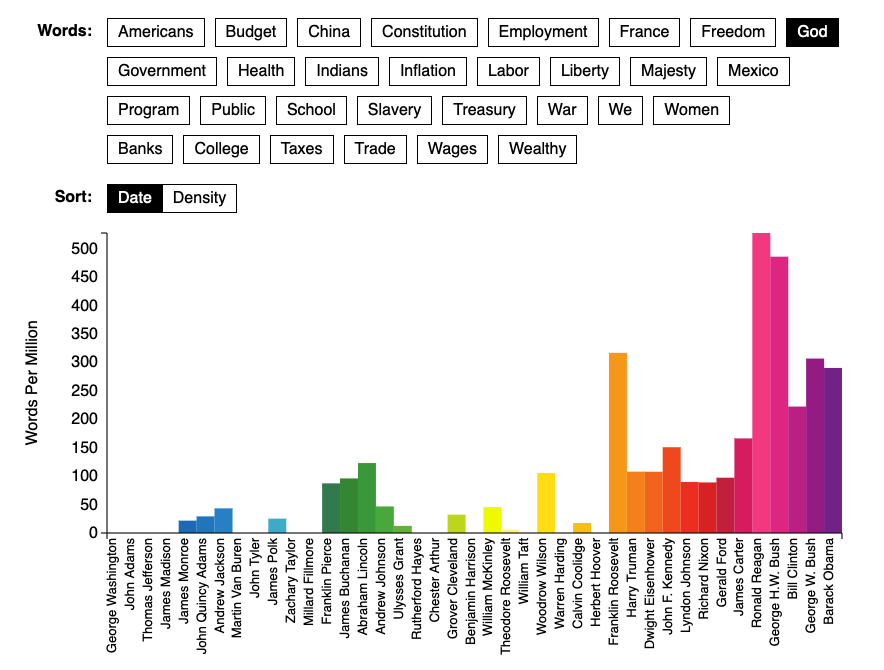 Words: Americans Budget China Constitution Employment France Freedom God
Government Health Indians Inflation Labor Liberty Majesty Mexico
Program Public School Slavery Treasury War We Women
Banks College Taxes Trade Wages Wealthy
Sort: Date Density
Words Per Million
500
450
400
350
300
250
200
150
100
50
0
George Washington
John Adams
Thomas Jefferson
James Madison
James Monroe
John Quincy Adams
Andrew Jackson
Martin Van Buren
John Tyler
James Polk
Zachary Taylor
Millard Fillmore
Franklin Pierce
James Buchanan
Abraham Lincoln
Andrew Johnson
Ulysses Grant
Rutherford Hayes
Chester Arthur
Grover Cleveland
Benjamin Harrison
William McKinley
Theodore Roosevelt
William Taft
Woodrow Wilson
Warren Harding
Calvin Coolidge
Herbert Hoover
Franklin Roosevelt
Harry Truman
Dwight Eisenhower
John F. Kennedy
Lyndon Johnson
Richard Nixon
Gerald Ford
James Carter
Ronald Reagan
George H.W. Bush
Bill Clinton
George W. Bush
Barack Obama